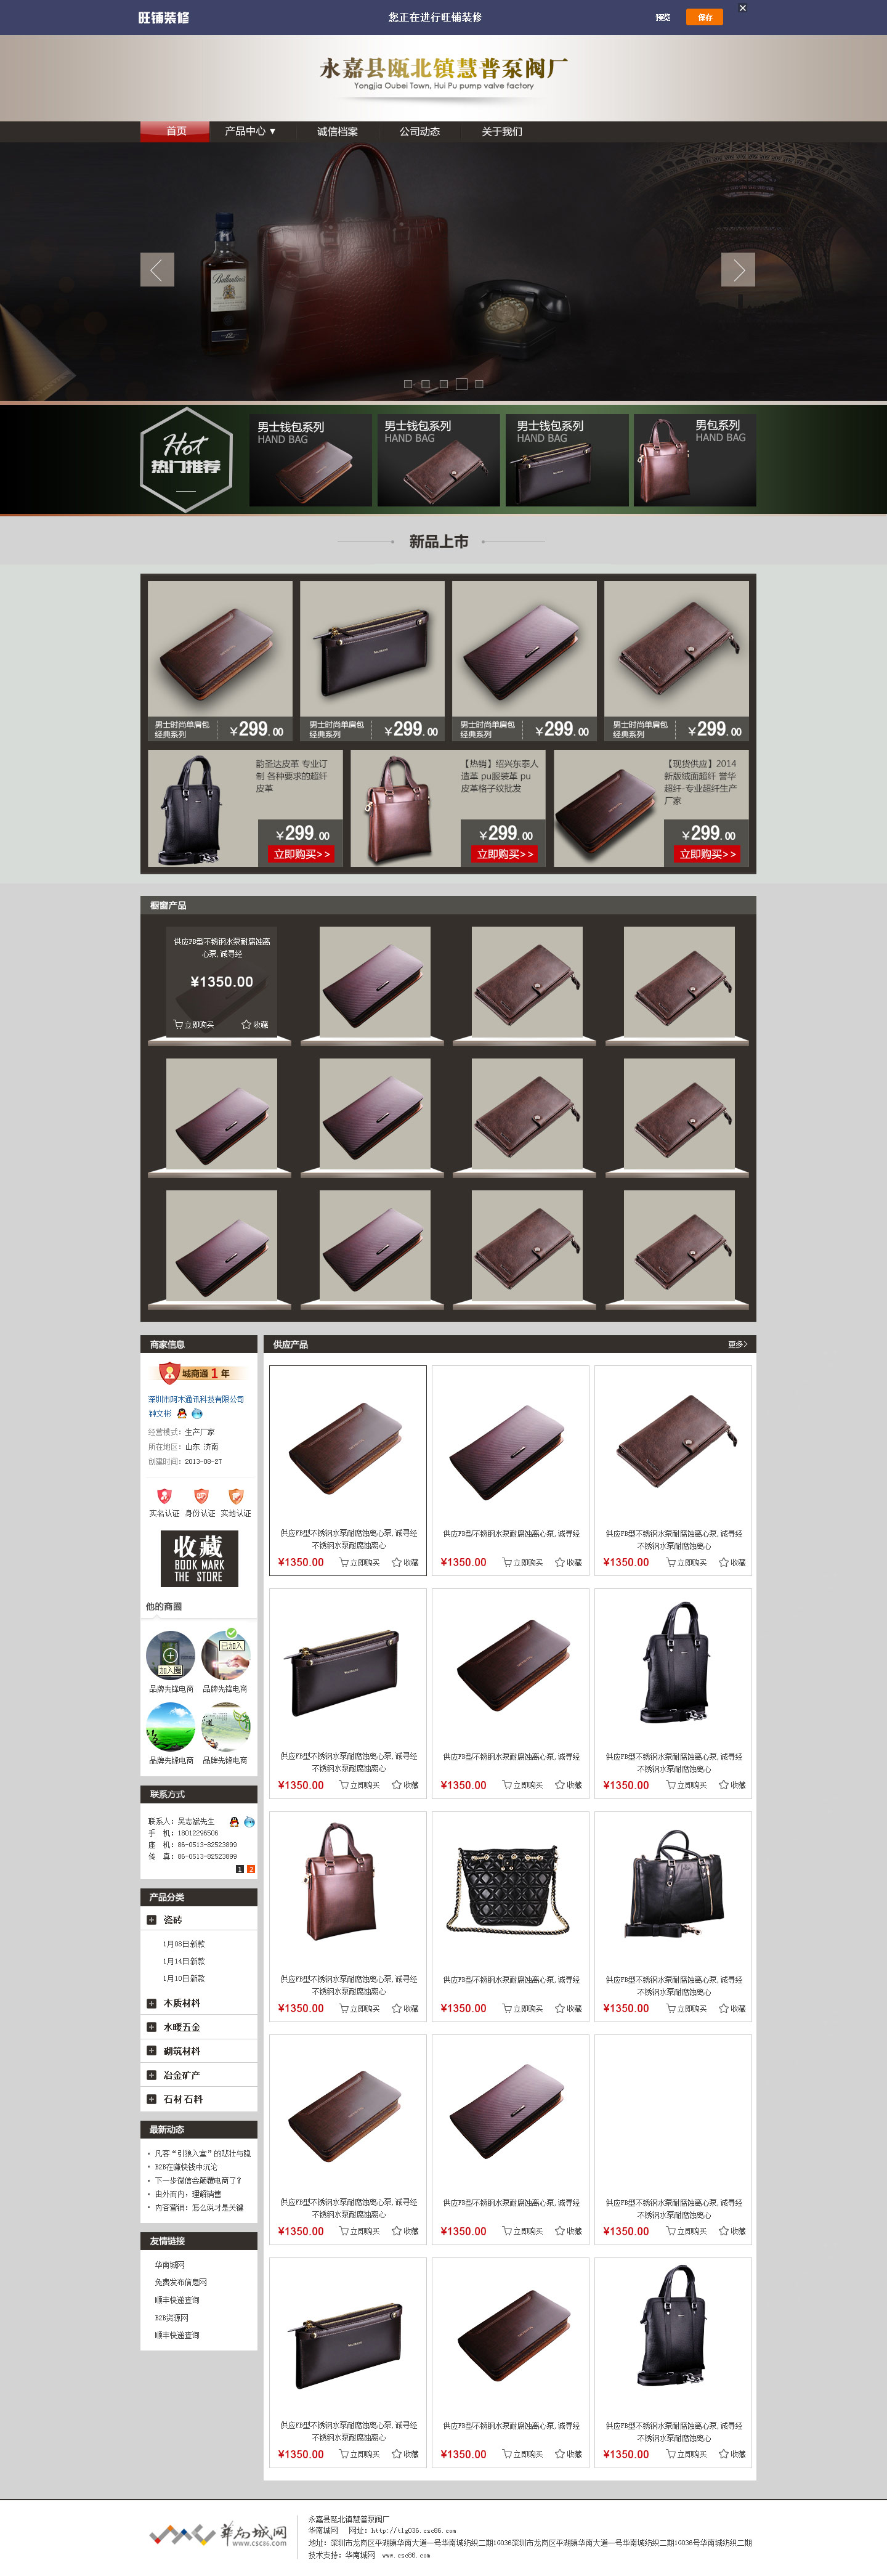 旺铺装修
您正在进行旺铺装修
预览
保存
永嘉县瓯北镇慧普泵阀厂
Yongjia Oubei Town, Hui Pu pump valve factory
首页 产品中心 ▼ 诚信档案 公司动态 关于我们
Ballantine's
Hot
热门推荐
男士钱包系列
HAND BAG
男士钱包系列
HAND BAG
男士钱包系列
HAND BAG
男包系列
HAND BAG
新品上市
男士时尚单肩包
经典系列
¥299.00
男士时尚单肩包
经典系列
¥299.00
男士时尚单肩包
经典系列
¥299.00
男士时尚单肩包
经典系列
¥299.00
韵圣达皮革 专业订
制 各种要求的超纤
皮革
¥299.00
立即购买>>
【热销】绍兴东泰人
造革 pu服装革 pu
皮革格子纹批发
¥299.00
立即购买>>
【现货供应】2014
新版绒面超纤 誉华
超纤-专业超纤生产
厂家
¥299.00
立即购买>>
橱窗产品
供应FB型不锈钢水泵耐腐蚀离
心泵,诚寻经
¥1350.00
立即购买 收藏
商家信息
城商通 1 年
深圳市阿木通讯科技有限公司
钟文彬
经营模式: 生产厂家
所在地区: 山东 济南
创建时间: 2013-08-27
实名认证 身份认证 实地认证
收藏
BOOK MARK
THE STORE
他的商圈
加入圈
已加入
品牌先锋电商 品牌先锋电商
品牌先锋电商 品牌先锋电商
联系方式
联系人: 吴志斌先生
手 机: 18012296506
座 机: 86-0513-82523899
传 真: 86-0513-82523899
1 2
产品分类
瓷砖
1月08日新款
1月14日新款
1月10日新款
木质材料
水暖五金
砌筑材料
冶金矿产
石材石料
最新动态
凡客“引狼入室”的悲壮与隐
B2B在赚快钱中沉沦
下一步微信会颠覆电商了?
由外而内,理解销售
内容营销: 怎么说才是关键
友情链接
华南城网
免费发布信息网
顺丰快递查询
B2B资源网
顺丰快递查询
供应产品
更多>
供应FB型不锈钢水泵耐腐蚀离心泵,诚寻经
不锈钢水泵耐腐蚀离心
¥1350.00 立即购买 收藏
供应FB型不锈钢水泵耐腐蚀离心泵,诚寻经
¥1350.00 立即购买 收藏
供应FB型不锈钢水泵耐腐蚀离心泵,诚寻经
不锈钢水泵耐腐蚀离心
¥1350.00 立即购买 收藏
供应FB型不锈钢水泵耐腐蚀离心泵,诚寻经
不锈钢水泵耐腐蚀离心
¥1350.00 立即购买 收藏
供应FB型不锈钢水泵耐腐蚀离心泵,诚寻经
¥1350.00 立即购买 收藏
供应FB型不锈钢水泵耐腐蚀离心泵,诚寻经
不锈钢水泵耐腐蚀离心
¥1350.00 立即购买 收藏
供应FB型不锈钢水泵耐腐蚀离心泵,诚寻经
不锈钢水泵耐腐蚀离心
¥1350.00 立即购买 收藏
供应FB型不锈钢水泵耐腐蚀离心泵,诚寻经
¥1350.00 立即购买 收藏
供应FB型不锈钢水泵耐腐蚀离心泵,诚寻经
不锈钢水泵耐腐蚀离心
¥1350.00 立即购买 收藏
供应FB型不锈钢水泵耐腐蚀离心泵,诚寻经
不锈钢水泵耐腐蚀离心
¥1350.00 立即购买 收藏
供应FB型不锈钢水泵耐腐蚀离心泵,诚寻经
¥1350.00 立即购买 收藏
供应FB型不锈钢水泵耐腐蚀离心泵,诚寻经
不锈钢水泵耐腐蚀离心
¥1350.00 立即购买 收藏
供应FB型不锈钢水泵耐腐蚀离心泵,诚寻经
不锈钢水泵耐腐蚀离心
¥1350.00 立即购买 收藏
供应FB型不锈钢水泵耐腐蚀离心泵,诚寻经
¥1350.00 立即购买 收藏
供应FB型不锈钢水泵耐腐蚀离心泵,诚寻经
不锈钢水泵耐腐蚀离心
¥1350.00 立即购买 收藏
华南城网
www.csc86.com
永嘉县瓯北镇慧普泵阀厂
华南城网 网址: http://tlg036.csc86.com
地址: 深圳市龙岗区平湖镇华南大道一号华南城纺织二期1G036深圳市龙岗区平湖镇华南大道一号华南城纺织二期1G036号华南城纺织二期
技术支持: 华南城网 www.csc86.com